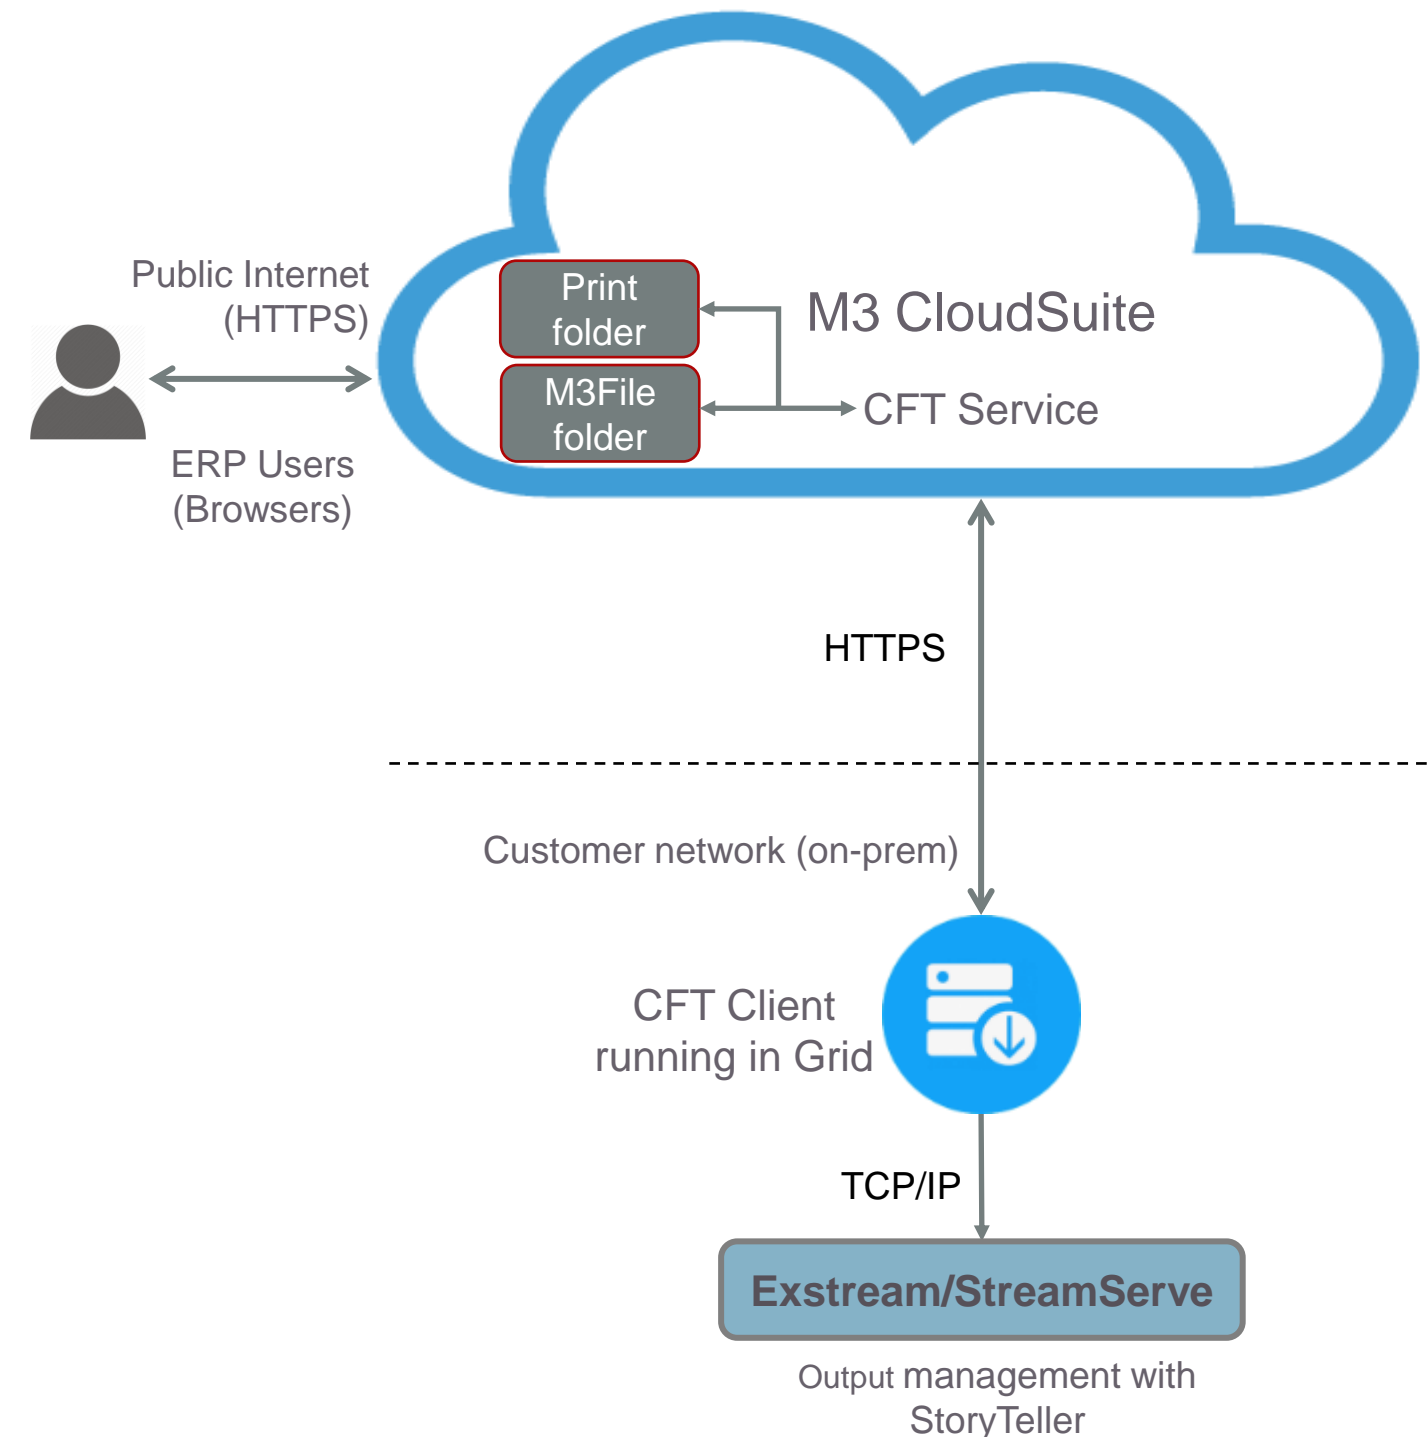 Public Internet
(HTTPS)
ERP Users
(Browsers)
Print
folder
M3File
folder
M3 CloudSuite
CFT Service
HTTPS
Customer network (on-prem)
CFT Client
running in Grid
TCP/IP
Exstream/StreamServe
Output management with
StoryTeller